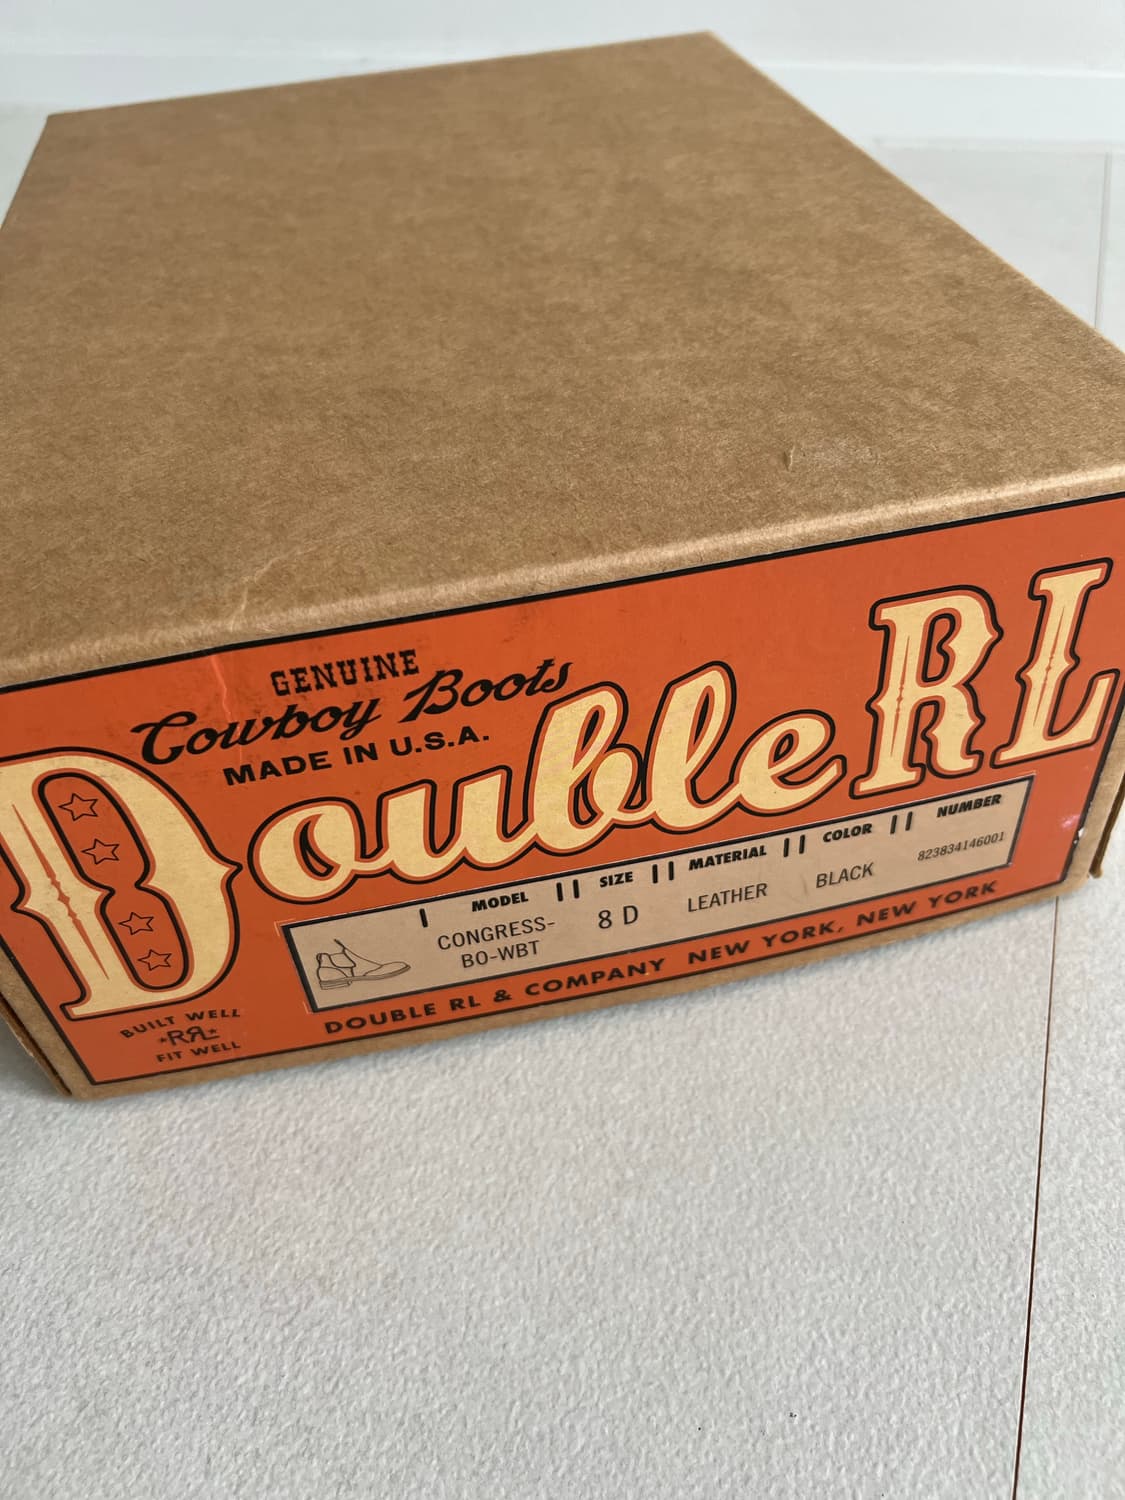 GENUINE
Cowboy Boots
MADE IN U.S.A.
Double RL
MODEL SIZE MATERIAL COLOR NUMBER
CONGRESS-
BO-WBT
8 D LEATHER BLACK 823834146001
DOUBLE RL & COMPANY NEW YORK, NEW YORK
BUILT WELL
RRL
FIT WELL